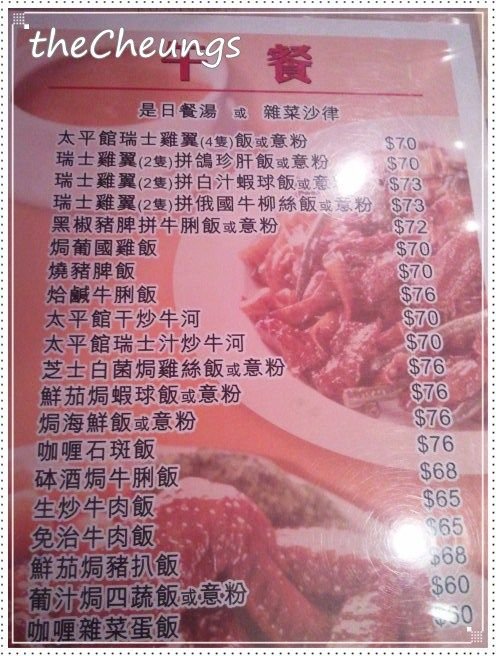 theCheungs
午餐
是日餐湯 或 雜菜沙律
太平館瑞士雞翼(4隻)飯或意粉 $70
瑞士雞翼(2隻)拼鴿珍肝飯或意粉 $70
瑞士雞翼(2隻)拼白汁蝦球飯或意粉 $73
瑞士雞翼(2隻)拼俄國牛柳絲飯或意粉 $73
黑椒豬脾拼牛脷飯或意粉 $72
焗葡國雞飯 $70
燒豬脾飯 $70
烚鹹牛脷飯 $76
太平館干炒牛河 $70
太平館瑞士汁炒牛河 $70
芝士白菌焗雞絲飯或意粉 $76
鮮茄焗蝦球飯或意粉 $76
焗海鮮飯或意粉 $76
咖喱石斑飯 $76
砵酒焗牛脷飯 $68
生炒牛肉飯 $65
免治牛肉飯 $65
鮮茄焗豬扒飯 $68
葡汁焗四蔬飯或意粉 $60
咖喱雜菜蛋飯 $60